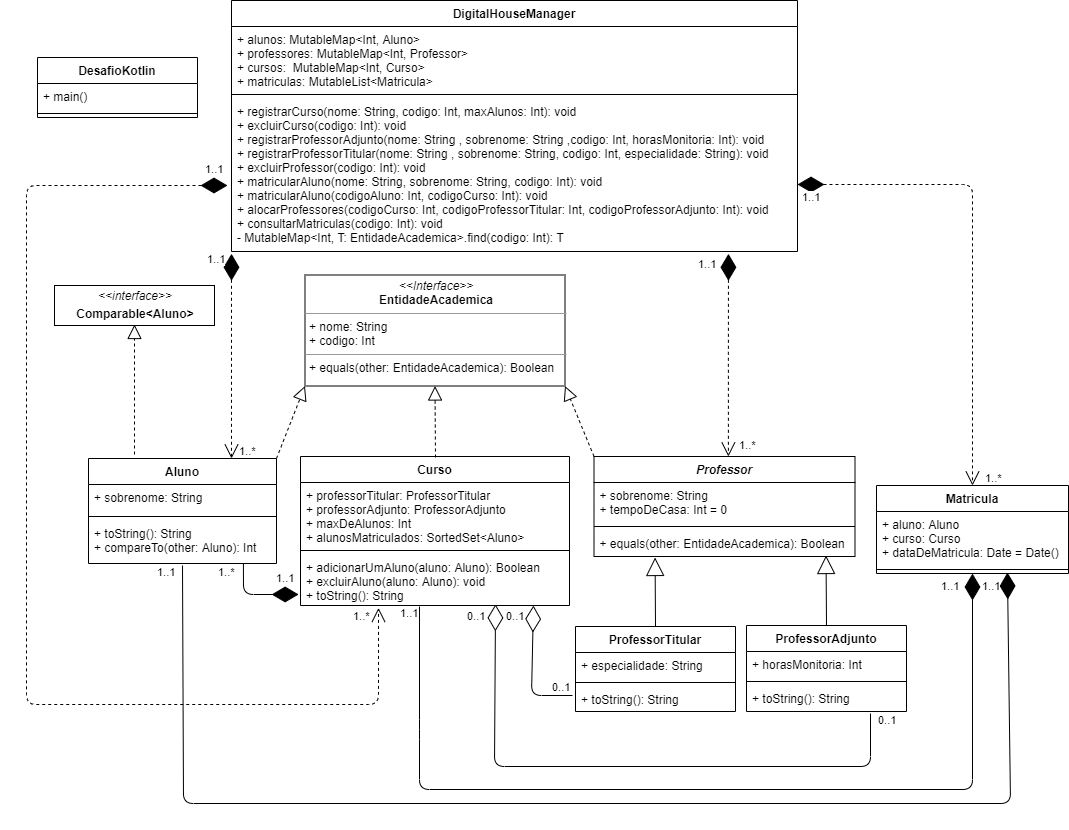 DigitalHouseManager
+ alunos: MutableMap<Int, Aluno>
+ professores: MutableMap<Int, Professor>
+ cursos:  MutableMap<Int, Curso>
+ matriculas: MutableList<Matricula>
+ registrarCurso(nome: String, codigo: Int, maxAlunos: Int): void
+ excluirCurso(codigo: Int): void
+ registrarProfessorAdjunto(nome: String , sobrenome: String ,codigo: Int, horasMonitoria: Int): void
+ registrarProfessorTitular(nome: String , sobrenome: String, codigo: Int, especialidade: String): void
+ excluirProfessor(codigo: Int): void
+ matricularAluno(nome: String, sobrenome: String, codigo: Int): void
+ matricularAluno(codigoAluno: Int, codigoCurso: Int): void
+ alocarProfessores(codigoCurso: Int, codigoProfessorTitular: Int, codigoProfessorAdjunto: Int): void
+ consultarMatriculas(codigo: Int): void
- MutableMap<Int, T: EntidadeAcademica>.find(codigo: Int): T
DesafioKotlin
+ main()
1..1
1..1
1..1
1..1
<<interface>>
Comparable<Aluno>
<<Interface>>
EntidadeAcademica
+ nome: String
+ codigo: Int
+ equals(other: EntidadeAcademica): Boolean
1..*
1..*
1..*
Aluno
+ sobrenome: String
+ toString(): String
+ compareTo(other: Aluno): Int
Curso
+ professorTitular: ProfessorTitular
+ professorAdjunto: ProfessorAdjunto
+ maxDeAlunos: Int
+ alunosMatriculados: SortedSet<Aluno>
+ adicionarUmAluno(aluno: Aluno): Boolean
+ excluirAluno(aluno: Aluno): void
+ toString(): String
Professor
+ sobrenome: String
+ tempoDeCasa: Int = 0
+ equals(other: EntidadeAcademica): Boolean
Matricula
+ aluno: Aluno
+ curso: Curso
+ dataDeMatricula: Date = Date()
1..1
1..*
1..1
1..*
1..1
0..1
0..1
1..1
1..1
ProfessorTitular
+ especialidade: String
+ toString(): String
0..1
ProfessorAdjunto
+ horasMonitoria: Int
+ toString(): String
0..1